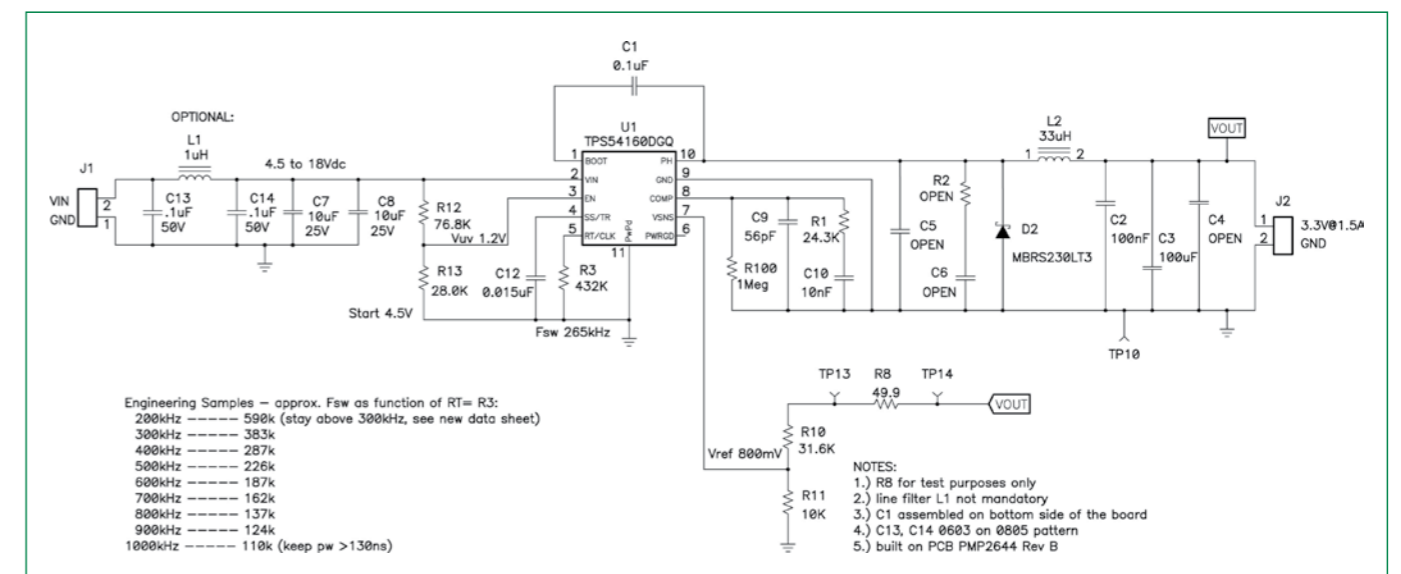 C1
0.1uF
OPTIONAL:
L1
1uH
J1
VIN
GND
2
1
4.5 to 18Vdc
C13
.1uF
50V
C14
.1uF
50V
C7
10uF
25V
C8
10uF
25V
R12
76.8K
Vuv 1.2V
R13
28.0K
Start 4.5V
C12
0.015uF
R3
432K
Fsw 265kHz
U1
TPS54160DGQ
1 BOOT PH 10
2 VIN GND 9
3 EN COMP 8
4 SS/TR VSNS 7
5 RT/CLK PWRGD 6
PwPd
11
C9
56pF
R1
24.3K
R100
1Meg
C10
10nF
C5
OPEN
R2
OPEN
C6
OPEN
D2
MBRS230LT3
L2
33uH
1 2
C2
100nF
C3
100uF
VOUT
C4
OPEN
J2
1
2
3.3V@1.5A
GND
TP10
TP13
R8
49.9
TP14
VOUT
R10
31.6K
Vref 800mV
R11
10K
Engineering Samples – approx. Fsw as function of RT= R3:
200kHz ––––– 590k (stay above 300kHz, see new data sheet)
300kHz ––––– 383k
400kHz ––––– 287k
500kHz ––––– 226k
600kHz ––––– 187k
700kHz ––––– 162k
800kHz ––––– 137k
900kHz ––––– 124k
1000kHz ––––– 110k (keep pw >130ns)
NOTES:
1.) R8 for test purposes only
2.) line filter L1 not mandatory
3.) C1 assembled on bottom side of the board
4.) C13, C14 0603 on 0805 pattern
5.) built on PCB PMP2644 Rev B